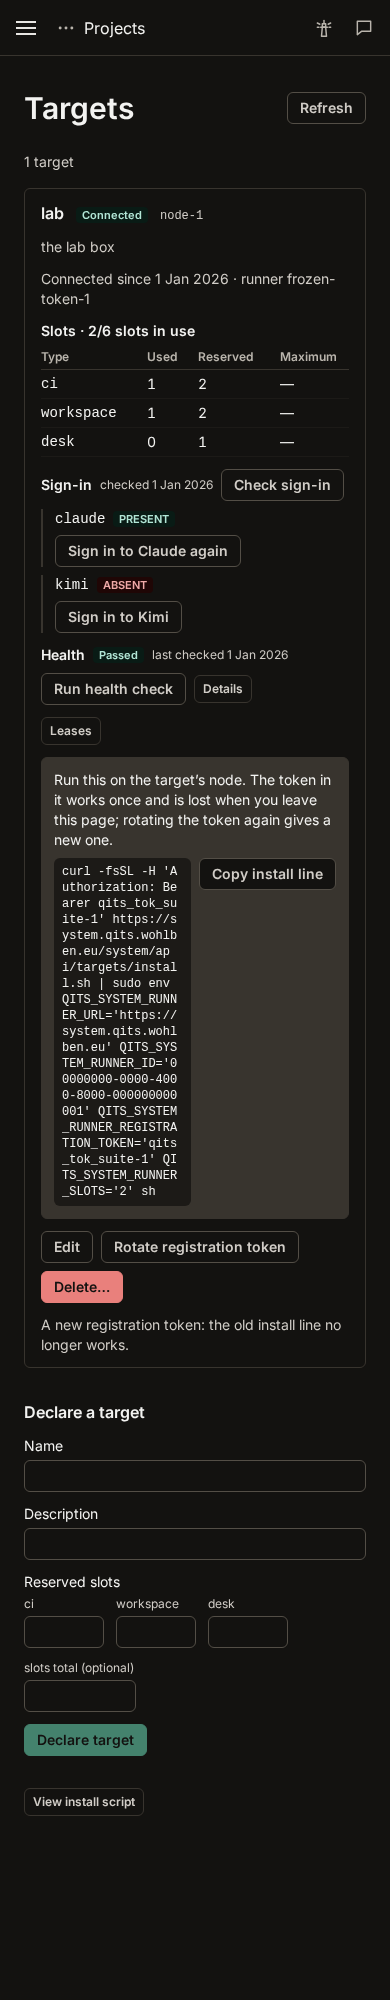 Projects
Targets
Refresh
1 target
lab Connected node-1
the lab box
Connected since 1 Jan 2026 · runner frozen-
token-1
Slots · 2/6 slots in use
Type Used Reserved Maximum
ci 1 2 —
workspace 1 2 —
desk 0 1 —
Sign-in checked 1 Jan 2026 Check sign-in
claude PRESENT
Sign in to Claude again
kimi ABSENT
Sign in to Kimi
Health Passed last checked 1 Jan 2026
Run health check Details
Leases
Run this on the target’s node. The token in
it works once and is lost when you leave
this page; rotating the token again gives a
new one.
Copy install line
curl -fsSL -H 'A
uthorization: Be
arer qits_tok_su
ite-1' https://s
ystem.qits.wohlb
en.eu/system/ap
i/targets/instal
l.sh | sudo env
QITS_SYSTEM_RUNN
ER_URL='https://
system.qits.wohl
ben.eu' QITS_SYS
TEM_RUNNER_ID='0
0000000-0000-400
0-8000-000000000
001' QITS_SYSTEM
_RUNNER_REGISTRA
TION_TOKEN='qits
_tok_suite-1' QI
TS_SYSTEM_RUNNER
_SLOTS='2' sh
Edit Rotate registration token
Delete…
A new registration token: the old install line no
longer works.
Declare a target
Name
Description
Reserved slots
ci workspace desk
slots total (optional)
Declare target
View install script